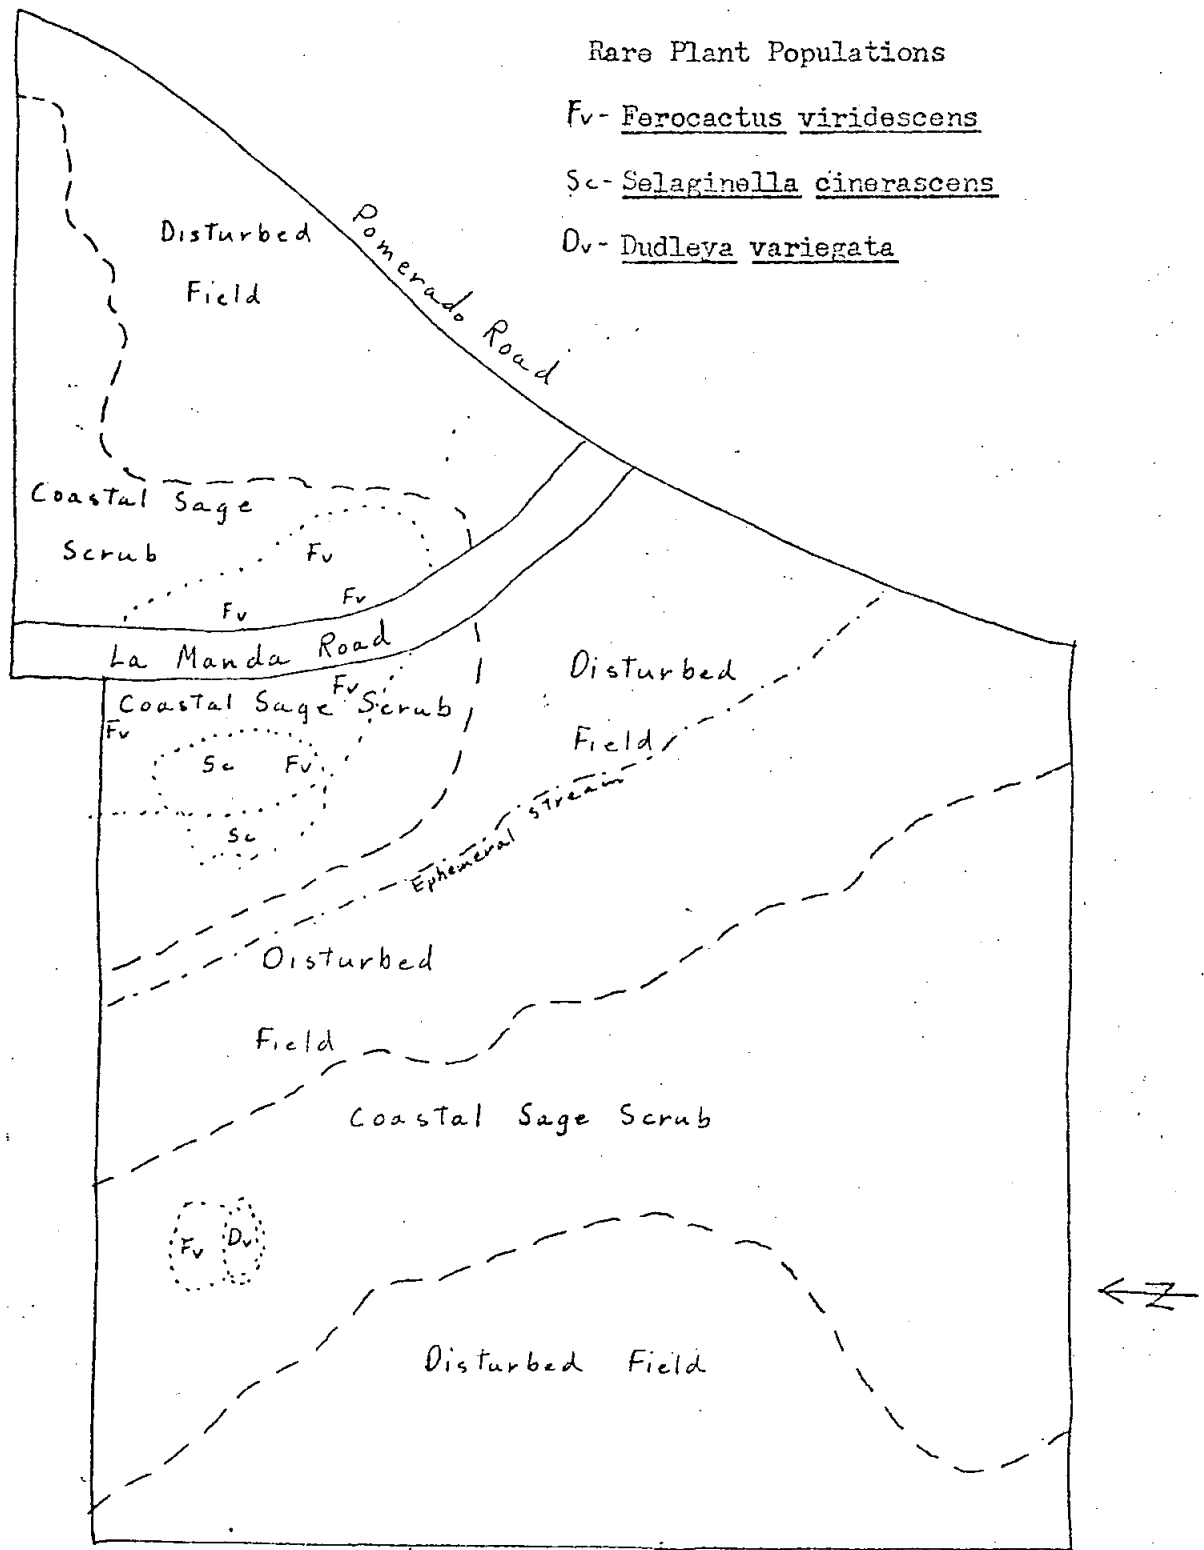 Rare Plant Populations
Fv- Ferocactus viridescens
Sc- Selaginella cinerascens
Dv- Dudleya variegata
Disturbed
Field
Pomerado Road
Coastal Sage
Scrub
Fv
Fv
Fv
La Manda Road
Fv
Coastal Sage Scrub
Fv
Sc Fv
Sc
Disturbed
Field
Ephemeral stream
Disturbed
Field
Coastal Sage Scrub
Fv Dv
Z
Disturbed Field